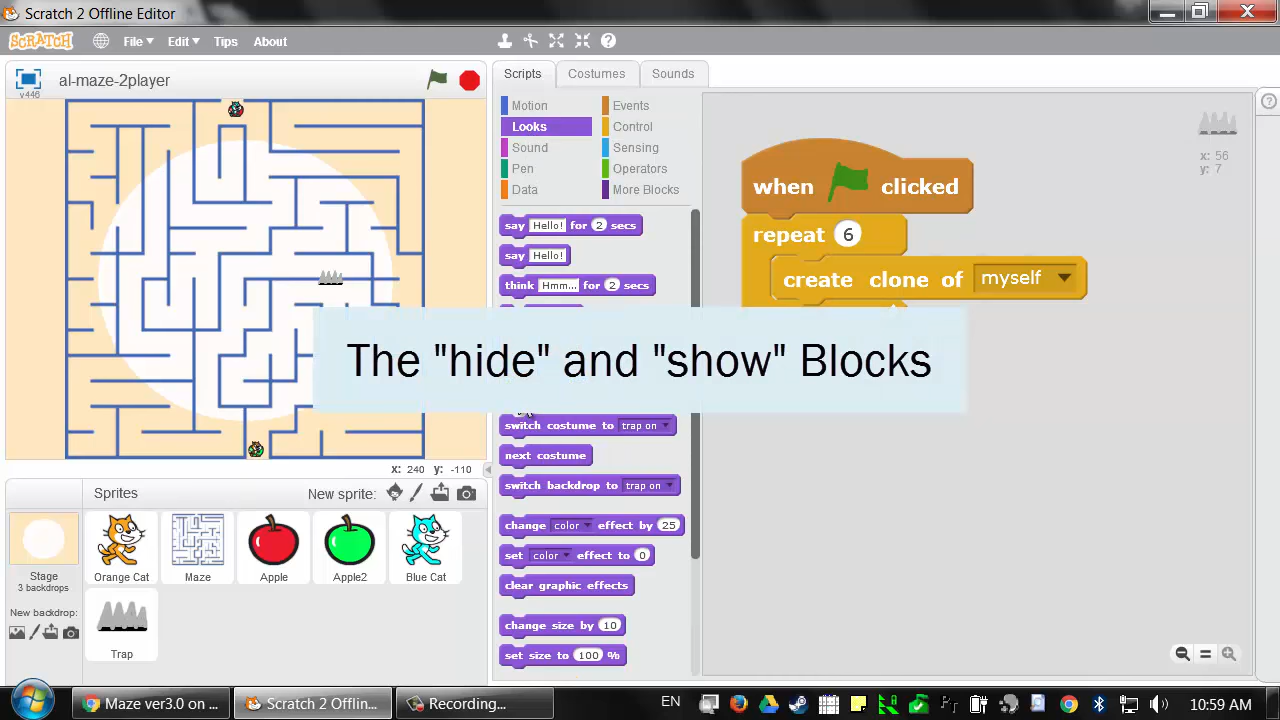 Scratch 2 Offline Editor
SCRATCH
File
Edit
Tips
About
v446
al-maze-2player
Scripts
Costumes
Sounds
Motion
Looks
Sound
Pen
Data
Events
Control
Sensing
Operators
More Blocks
say Hello! for 2 secs
say Hello!
think Hmm... for 2 secs
switch costume to trap on
next costume
switch backdrop to trap on
change color effect by 25
set color effect to 0
clear graphic effects
change size by 10
set size to 100 %
when clicked
repeat 6
create clone of myself
x: 56
y: 7
The "hide" and "show" Blocks
x: 240 y: -110
Sprites
New sprite:
Stage
3 backdrops
New backdrop:
Orange Cat
Maze
Apple
Apple2
Blue Cat
Trap
Maze ver3.0 on ...
Scratch 2 Offlin...
Recording...
EN
10:59 AM